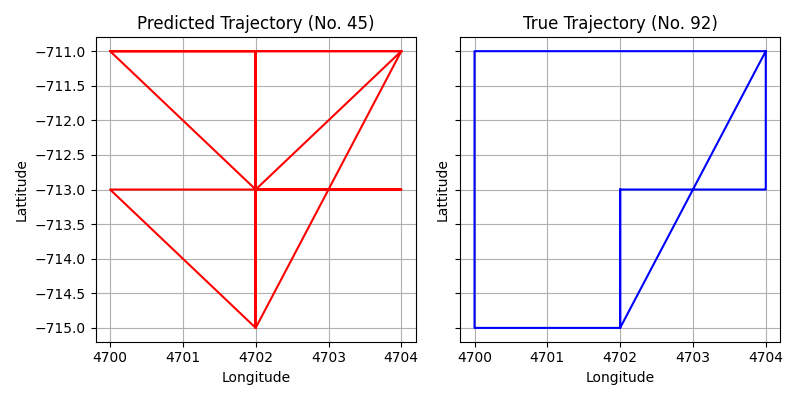 Predicted Trajectory (No. 45)
True Trajectory (No. 92)
Lattitude
−711.0
−711.5
−712.0
−712.5
−713.0
−713.5
−714.0
−714.5
−715.0
4700 4701 4702 4703 4704
Longitude
Lattitude
4700 4701 4702 4703 4704
Longitude